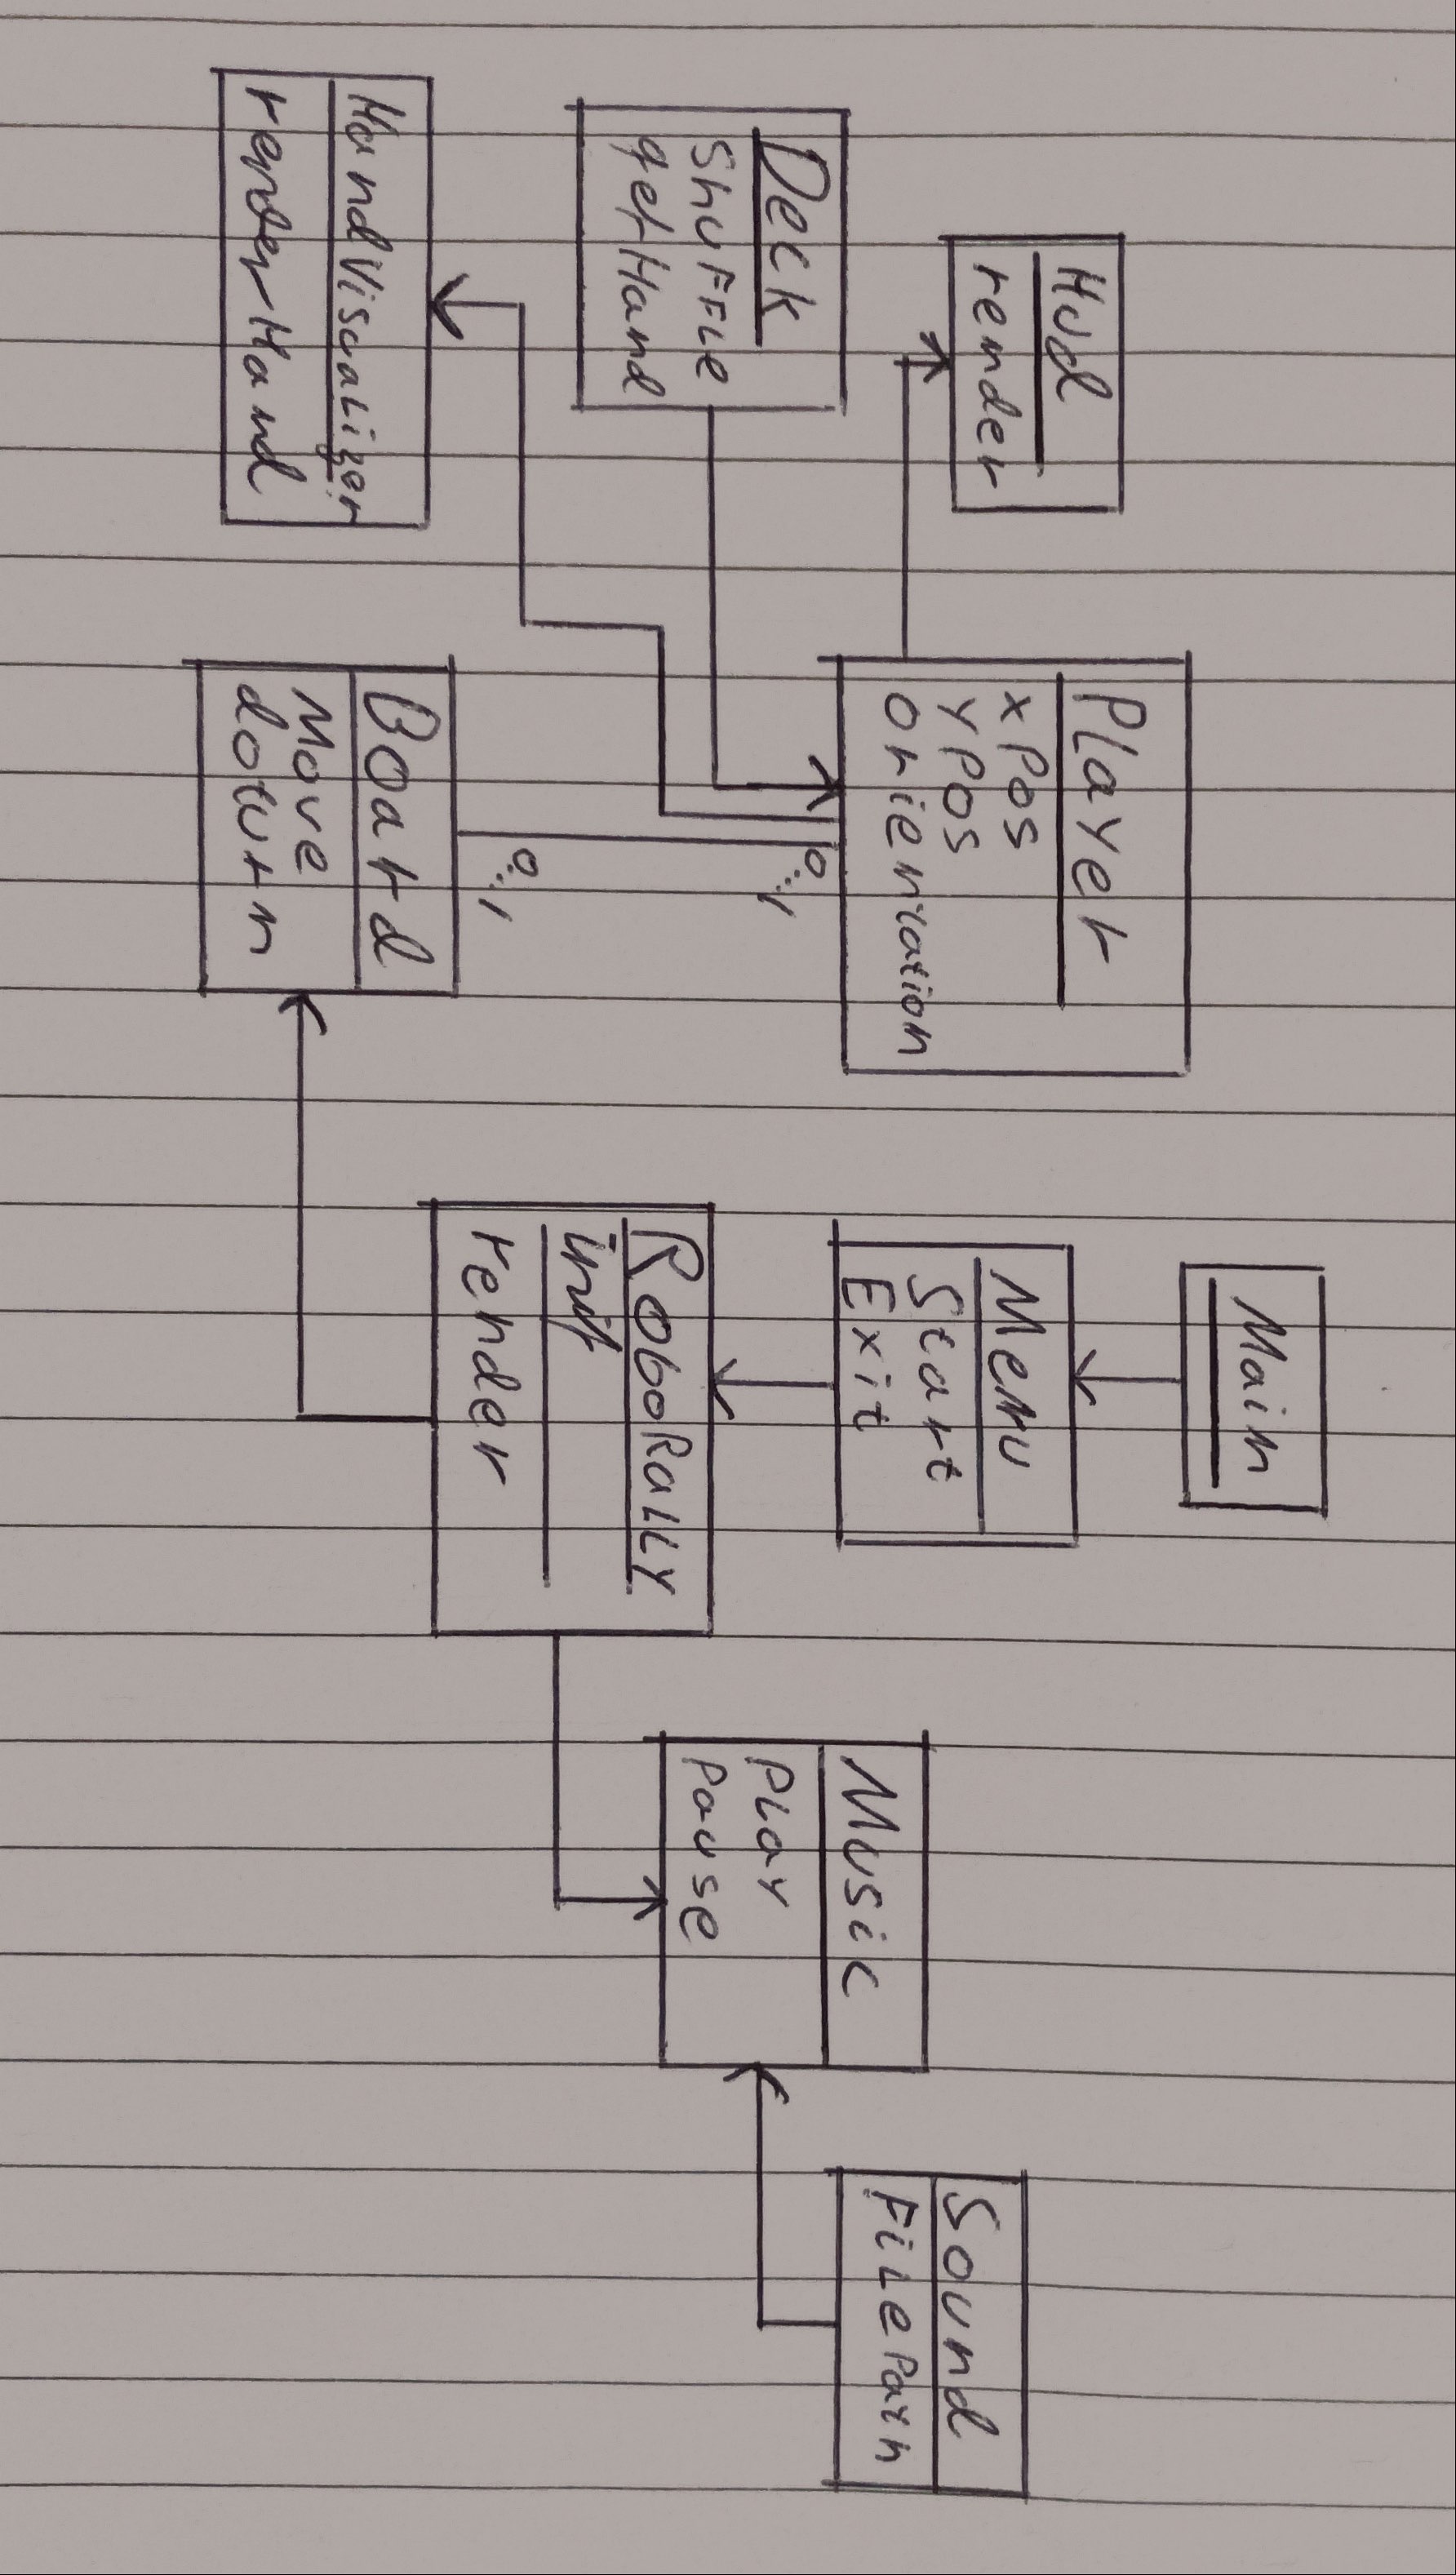 Main
Player
xPos
yPos
orientation
Hud
render
Menu
Start
Exit
Sound
FilePath
Music
Play
Pause
Deck
Shuffle
getHand
0..1
RoboRally
init
render
0..1
HandVisualizer
renderHand
Board
Move
doturn